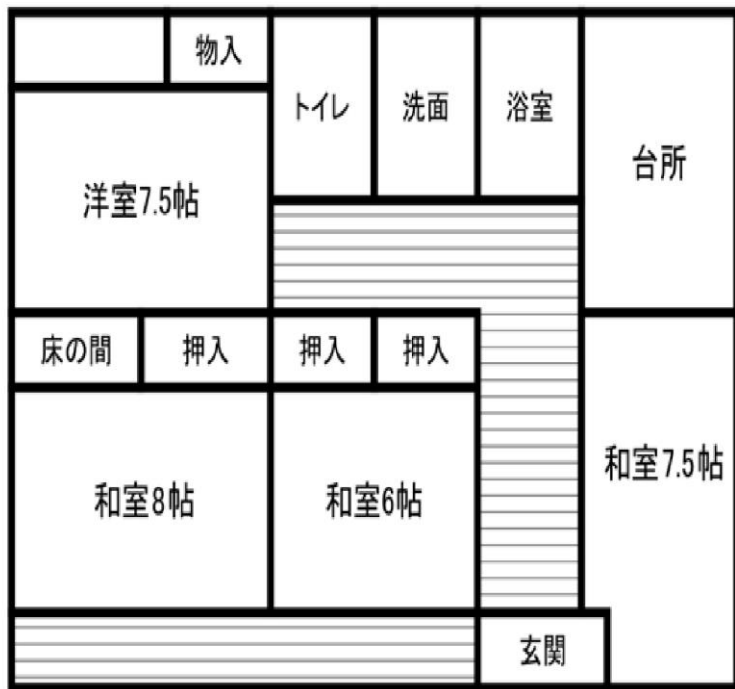 物入
トイレ
洗面
浴室
台所
洋室7.5帖
床の間
押入
押入
押入
和室8帖
和室6帖
和室7.5帖
玄関